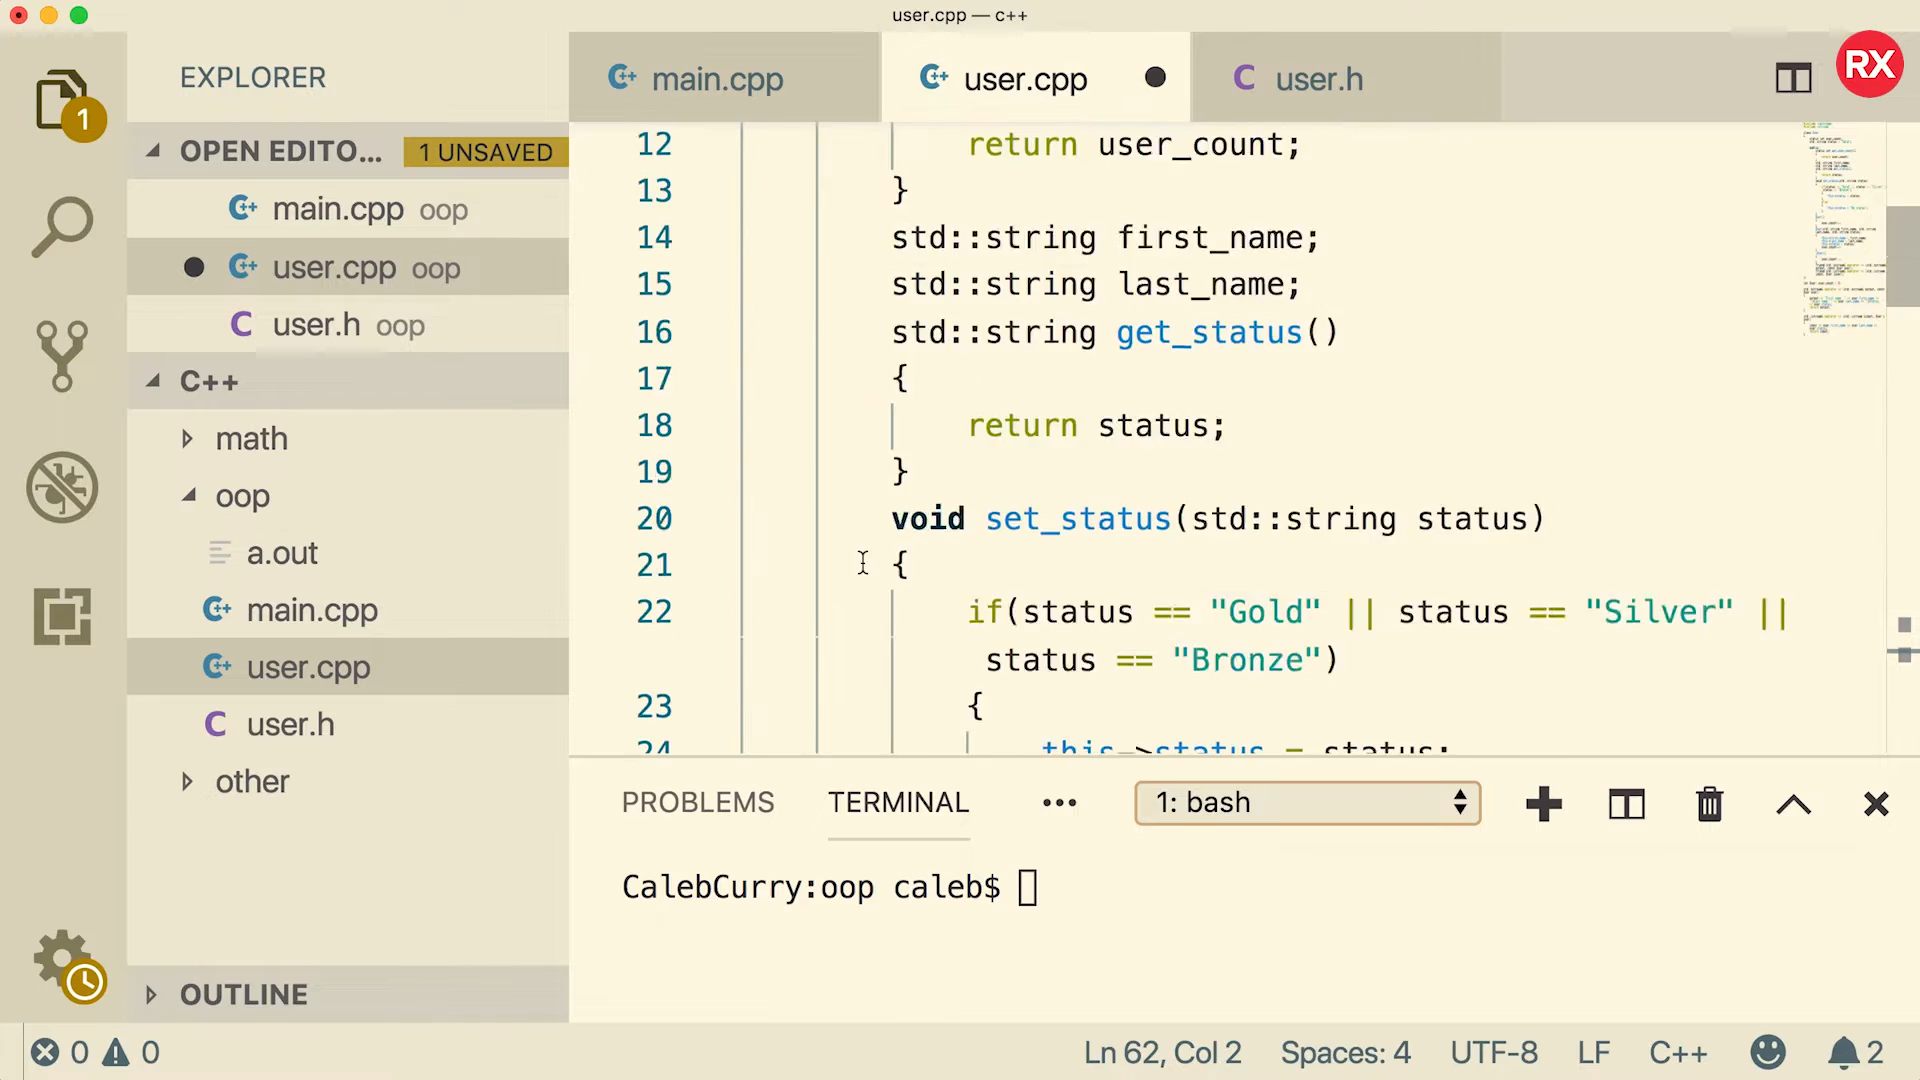 user.cpp — c++
RX
EXPLORER
OPEN EDITO... 1 UNSAVED
main.cpp oop
user.cpp oop
user.h oop
C++
math
oop
a.out
main.cpp
user.cpp
user.h
other
OUTLINE
1
main.cpp user.cpp user.h
12 return user_count;
13 }
14 std::string first_name;
15 std::string last_name;
16 std::string get_status()
17 {
18 return status;
19 }
20 void set_status(std::string status)
21 {
22 if(status == "Gold" || status == "Silver" ||
status == "Bronze")
23 {
24 this->status = status;
PROBLEMS TERMINAL ••• 1: bash
CalebCurry:oop caleb$
0 0 Ln 62, Col 2 Spaces: 4 UTF-8 LF C++ 2